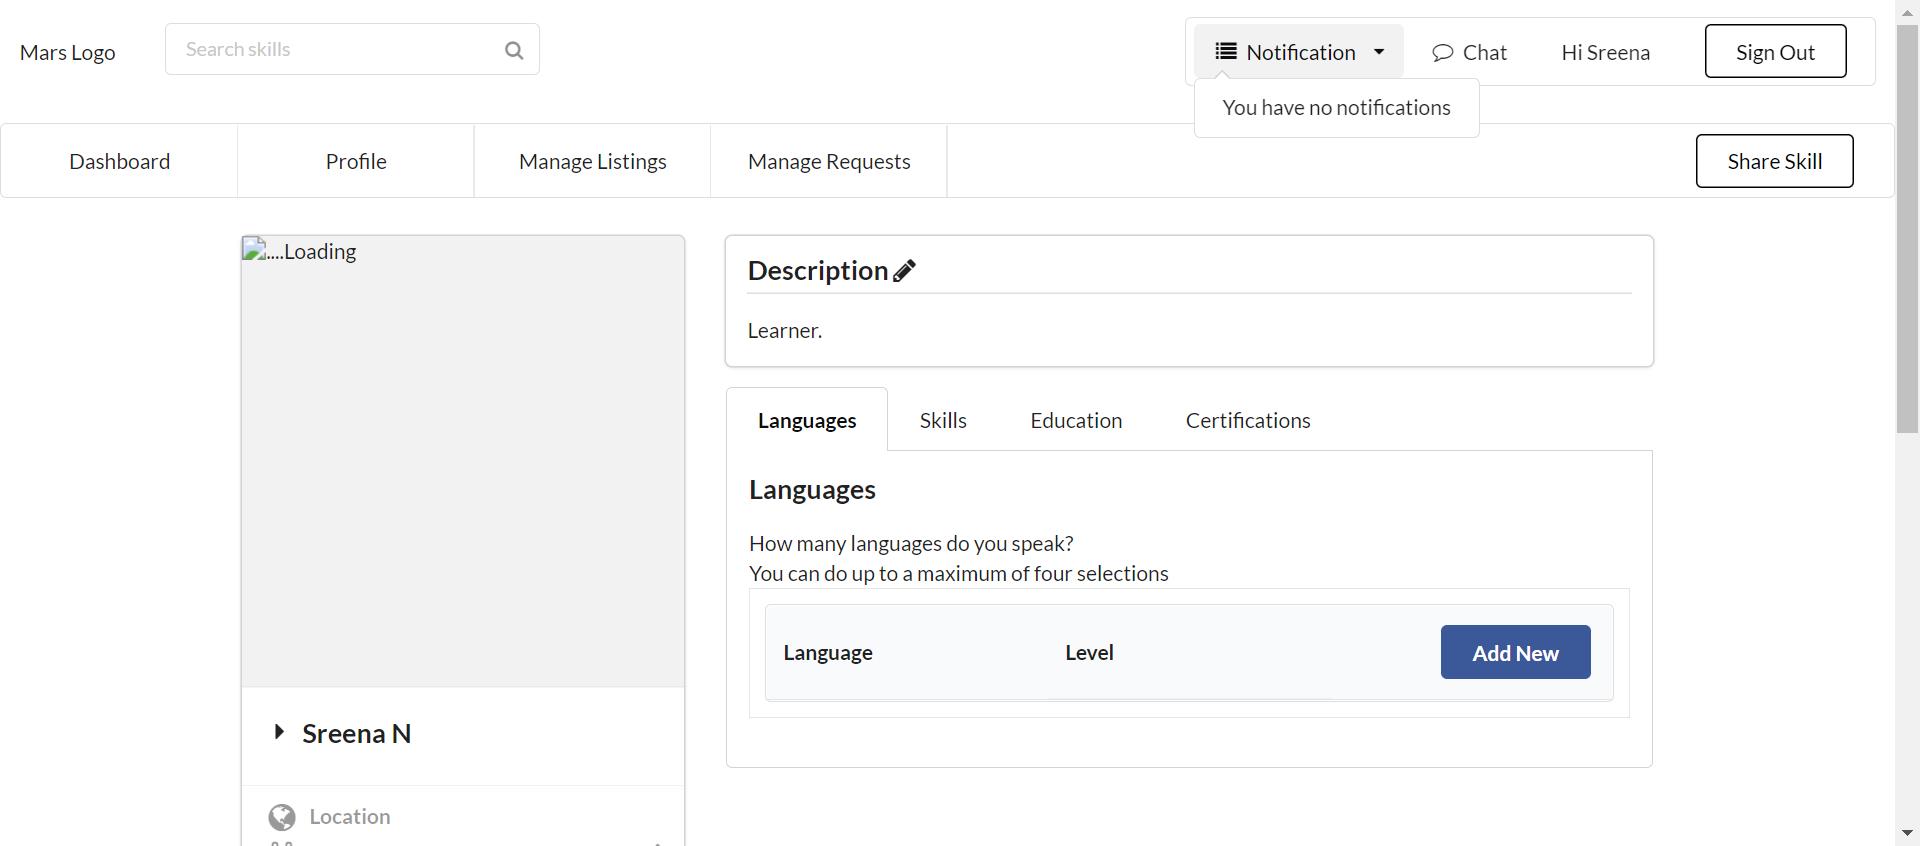 Mars Logo
Search skills
Notification
Chat
Hi Sreena
Sign Out
You have no notifications
Dashboard
Profile
Manage Listings
Manage Requests
Share Skill
....Loading
Sreena N
Location
Description
Learner.
Languages
Skills
Education
Certifications
Languages
How many languages do you speak?
You can do up to a maximum of four selections
Language
Level
Add New